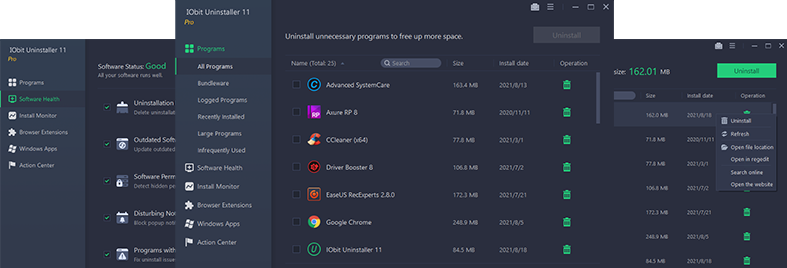 IObit Uninstaller 11
Pro
Programs
Software Health
Install Monitor
Browser Extensions
Windows Apps
Action Center
Software Status: Good
All your software runs well.
Uninstallation
Delete uninstallation
Outdated Softw
Update outdated
Software Perm
Detect hidden pe
Disturbing Not
Block popup notif
Programs with
Fix uninstall issue
IObit Uninstaller 11
Pro
Programs
All Programs
Bundleware
Logged Programs
Recently Installed
Large Programs
Infrequently Used
Software Health
Install Monitor
Browser Extensions
Windows Apps
Action Center
Uninstall unnecessary programs to free up more space.
Uninstall
Name (Total: 25) Search Size Install date Operation
Advanced SystemCare 163.4 MB 2021/8/13
Axure RP 8 71.8 MB 2020/11/11
CCleaner (x64) 77.8 MB 2021/3/1
Driver Booster 8 106.8 MB 2021/7/2
EaseUS RecExperts 2.8.0 172.3 MB 2021/7/21
Google Chrome 248.9 MB 2021/8/5
IObit Uninstaller 11 84.5 MB 2021/8/18
size: 162.01 MB
Uninstall
Size Install date Operation
162.0 MB 2021/8/18
71.8 MB 2020/11/11
77.8 MB 2021/3/1
106.8 MB 2021/7/2
172.3 MB 2021/7/21
248.9 MB 2021/8/5
84.5 MB 2021/8/18
Uninstall
Refresh
Open file location
Open in regedit
Search online
Open the website